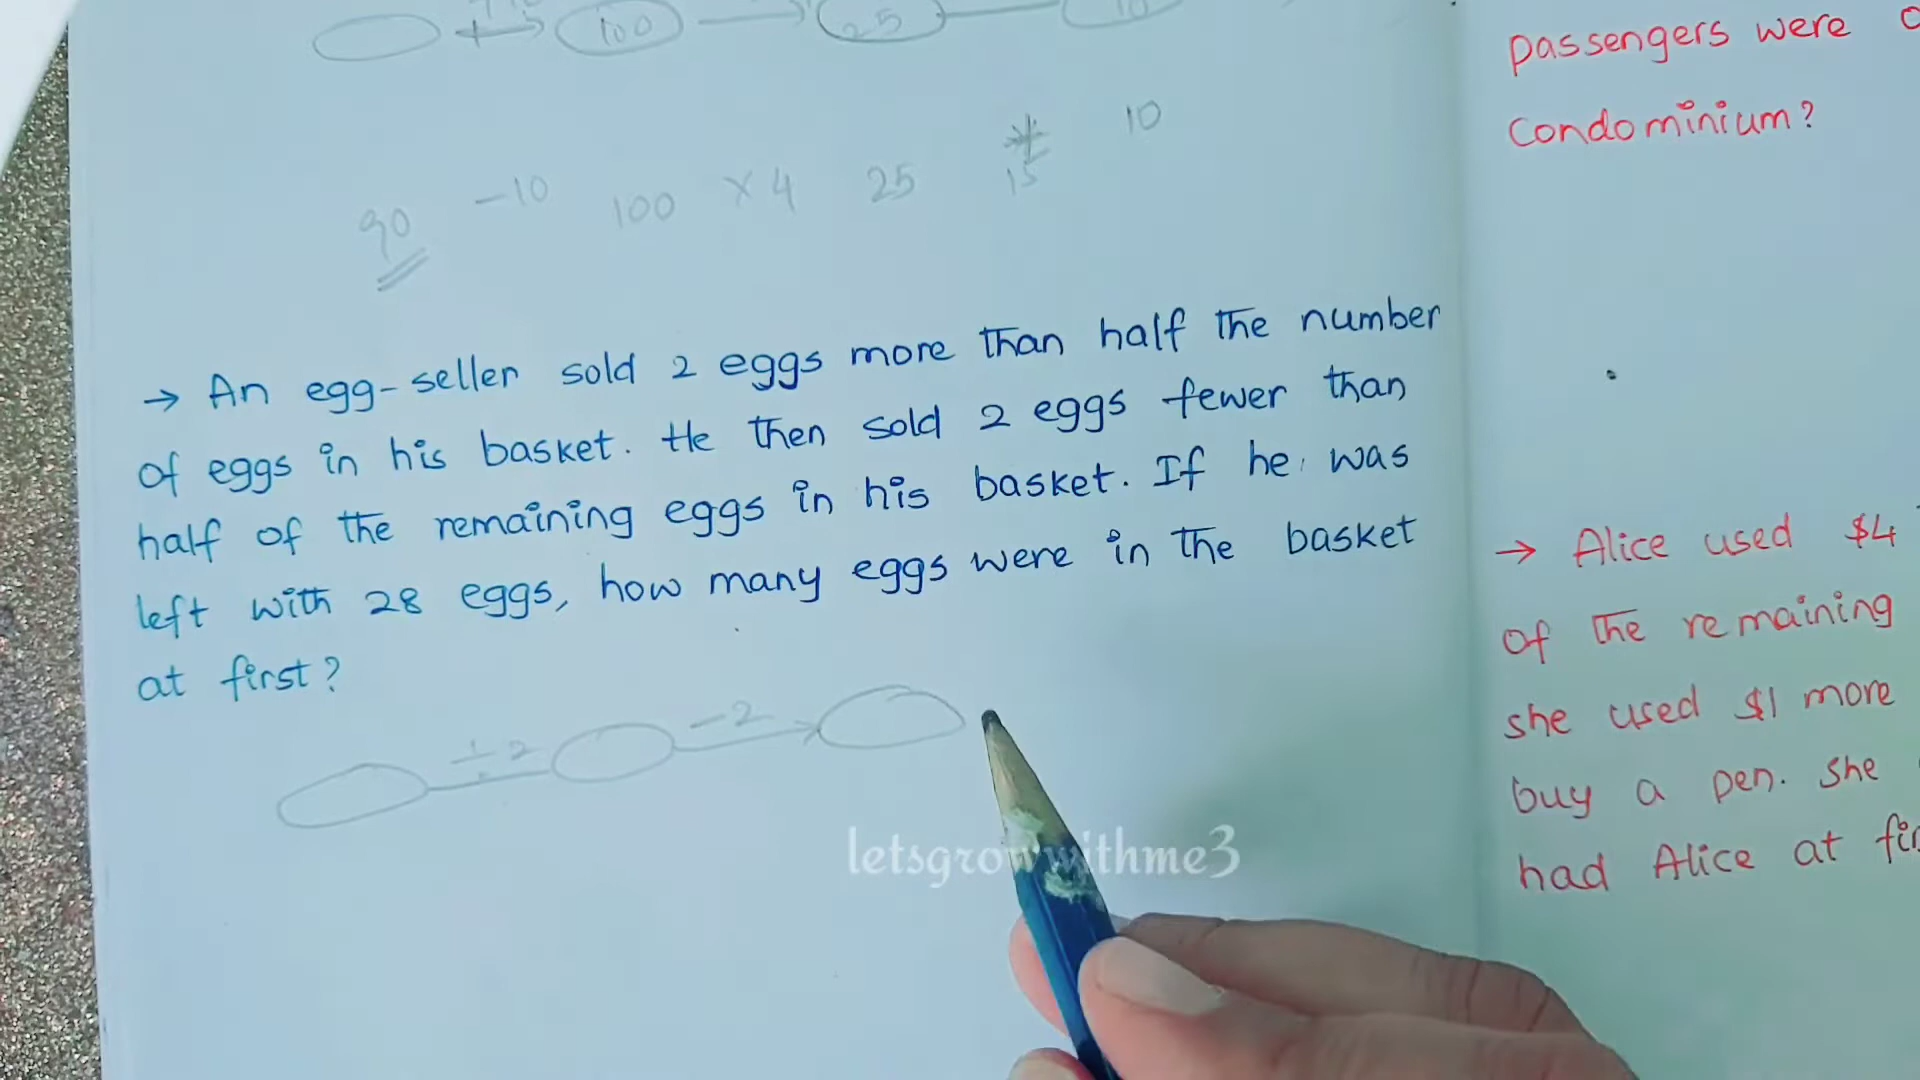 100
25
10
90 -10 100 × 4 25 15 10
→ An egg-seller sold 2 eggs more than half the number
of eggs in his basket. He then sold 2 eggs fewer than
half of the remaining eggs in his basket. If he was
left with 28 eggs, how many eggs were in the basket
at first?
÷ 2 -2
letsgrowwithme3
passengers were
condominium?
→ Alice used $4
of the remaining
she used $1 more
buy a pen. She
had Alice at